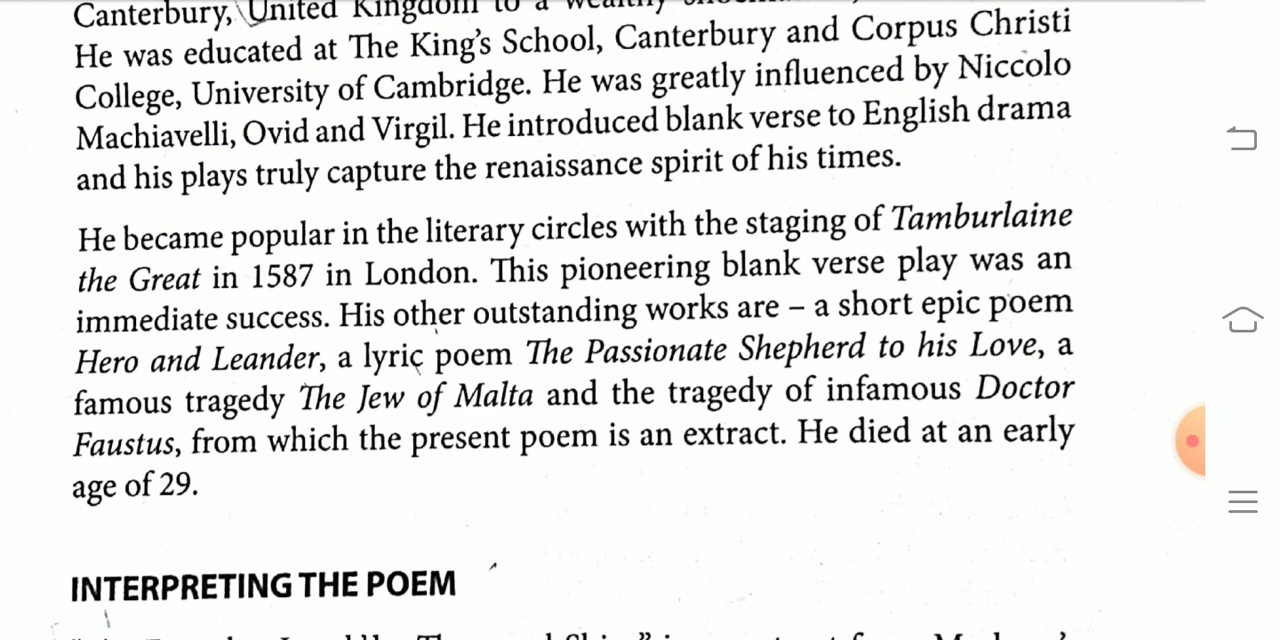 Canterbury, United Kingdom to a wealthy
He was educated at The King's School, Canterbury and Corpus Christi
College, University of Cambridge. He was greatly influenced by Niccolo
Machiavelli, Ovid and Virgil. He introduced blank verse to English drama
and his plays truly capture the renaissance spirit of his times.
He became popular in the literary circles with the staging of Tamburlaine
the Great in 1587 in London. This pioneering blank verse play was an
immediate success. His other outstanding works are – a short epic poem
Hero and Leander, a lyric poem The Passionate Shepherd to his Love, a
famous tragedy The Jew of Malta and the tragedy of infamous Doctor
Faustus, from which the present poem is an extract. He died at an early
age of 29.
INTERPRETING THE POEM